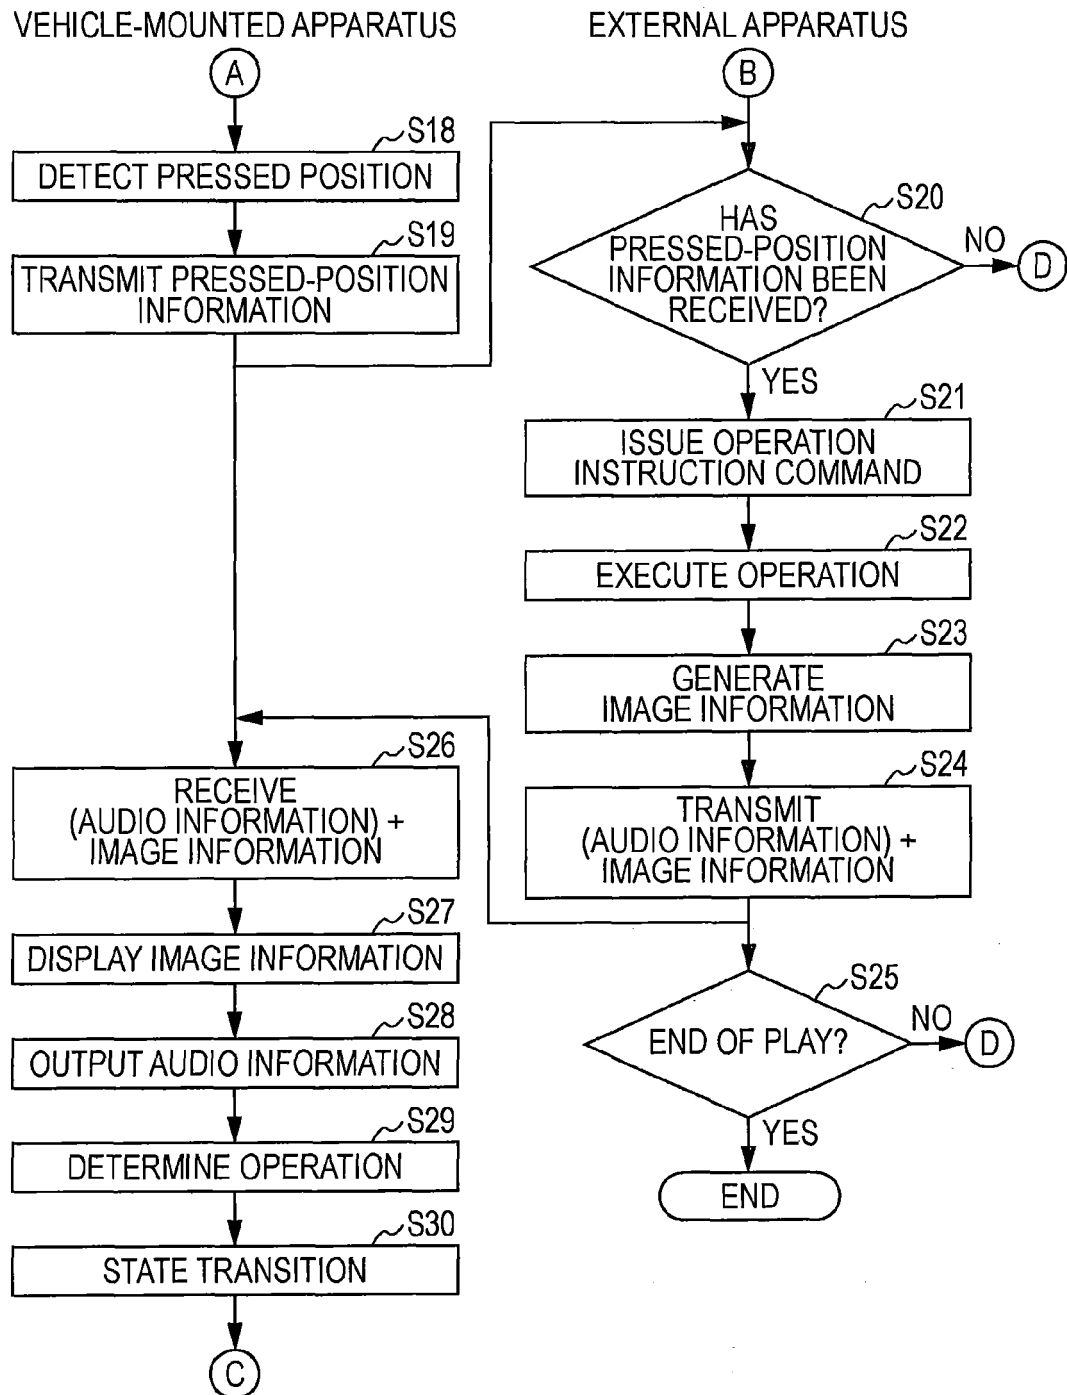 VEHICLE-MOUNTED APPARATUS
A
S18
DETECT PRESSED POSITION
S19
TRANSMIT PRESSED-POSITION
INFORMATION
S26
RECEIVE
(AUDIO INFORMATION) +
IMAGE INFORMATION
S27
DISPLAY IMAGE INFORMATION
S28
OUTPUT AUDIO INFORMATION
S29
DETERMINE OPERATION
S30
STATE TRANSITION
C
EXTERNAL APPARATUS
B
S20
HAS
PRESSED-POSITION
INFORMATION BEEN
RECEIVED?
NO
D
YES
S21
ISSUE OPERATION
INSTRUCTION COMMAND
S22
EXECUTE OPERATION
S23
GENERATE
IMAGE INFORMATION
S24
TRANSMIT
(AUDIO INFORMATION) +
IMAGE INFORMATION
S25
END OF PLAY?
NO
D
YES
END